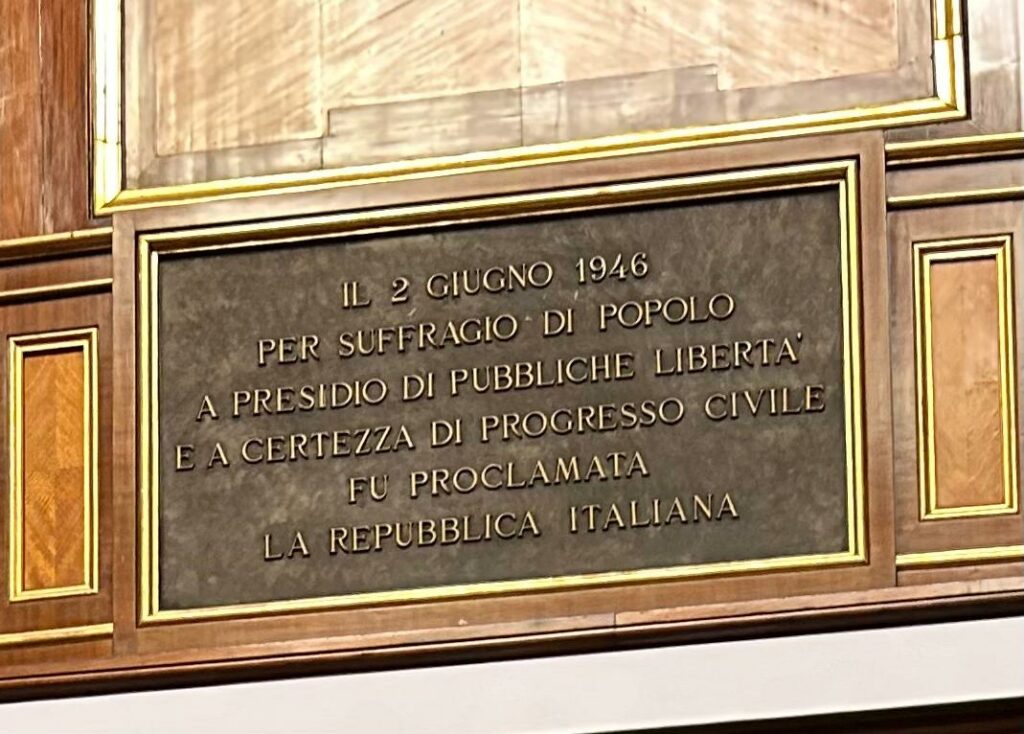 IL 2 GIUGNO 1946
PER SUFFRAGIO DI POPOLO
A PRESIDIO DI PUBBLICHE LIBERTA'
E A CERTEZZA DI PROGRESSO CIVILE
FU PROCLAMATA
LA REPUBBLICA ITALIANA